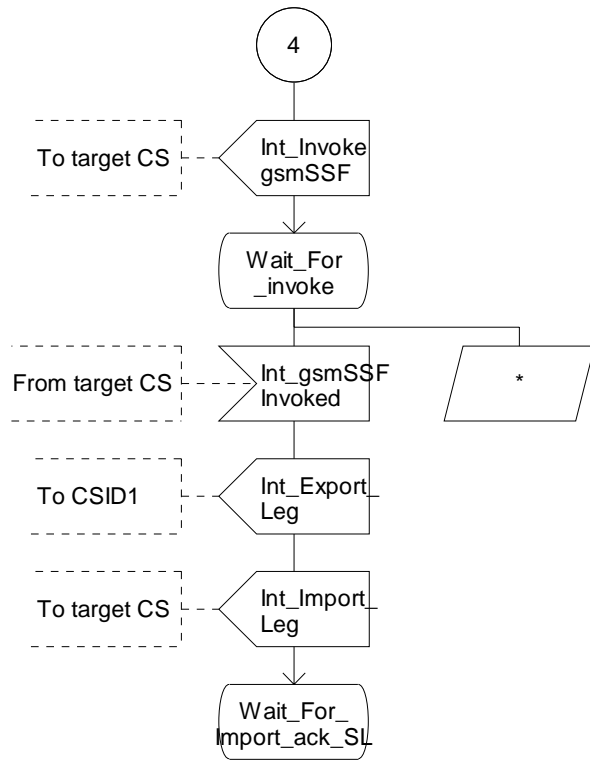 4
To target CS
Int_Invoke
gsmSSF
Wait_For
_invoke
From target CS
Int_gsmSSF
Invoked
*
To CSID1
Int_Export_
Leg
To target CS
Int_Import_
Leg
Wait_For_
Import_ack_SL